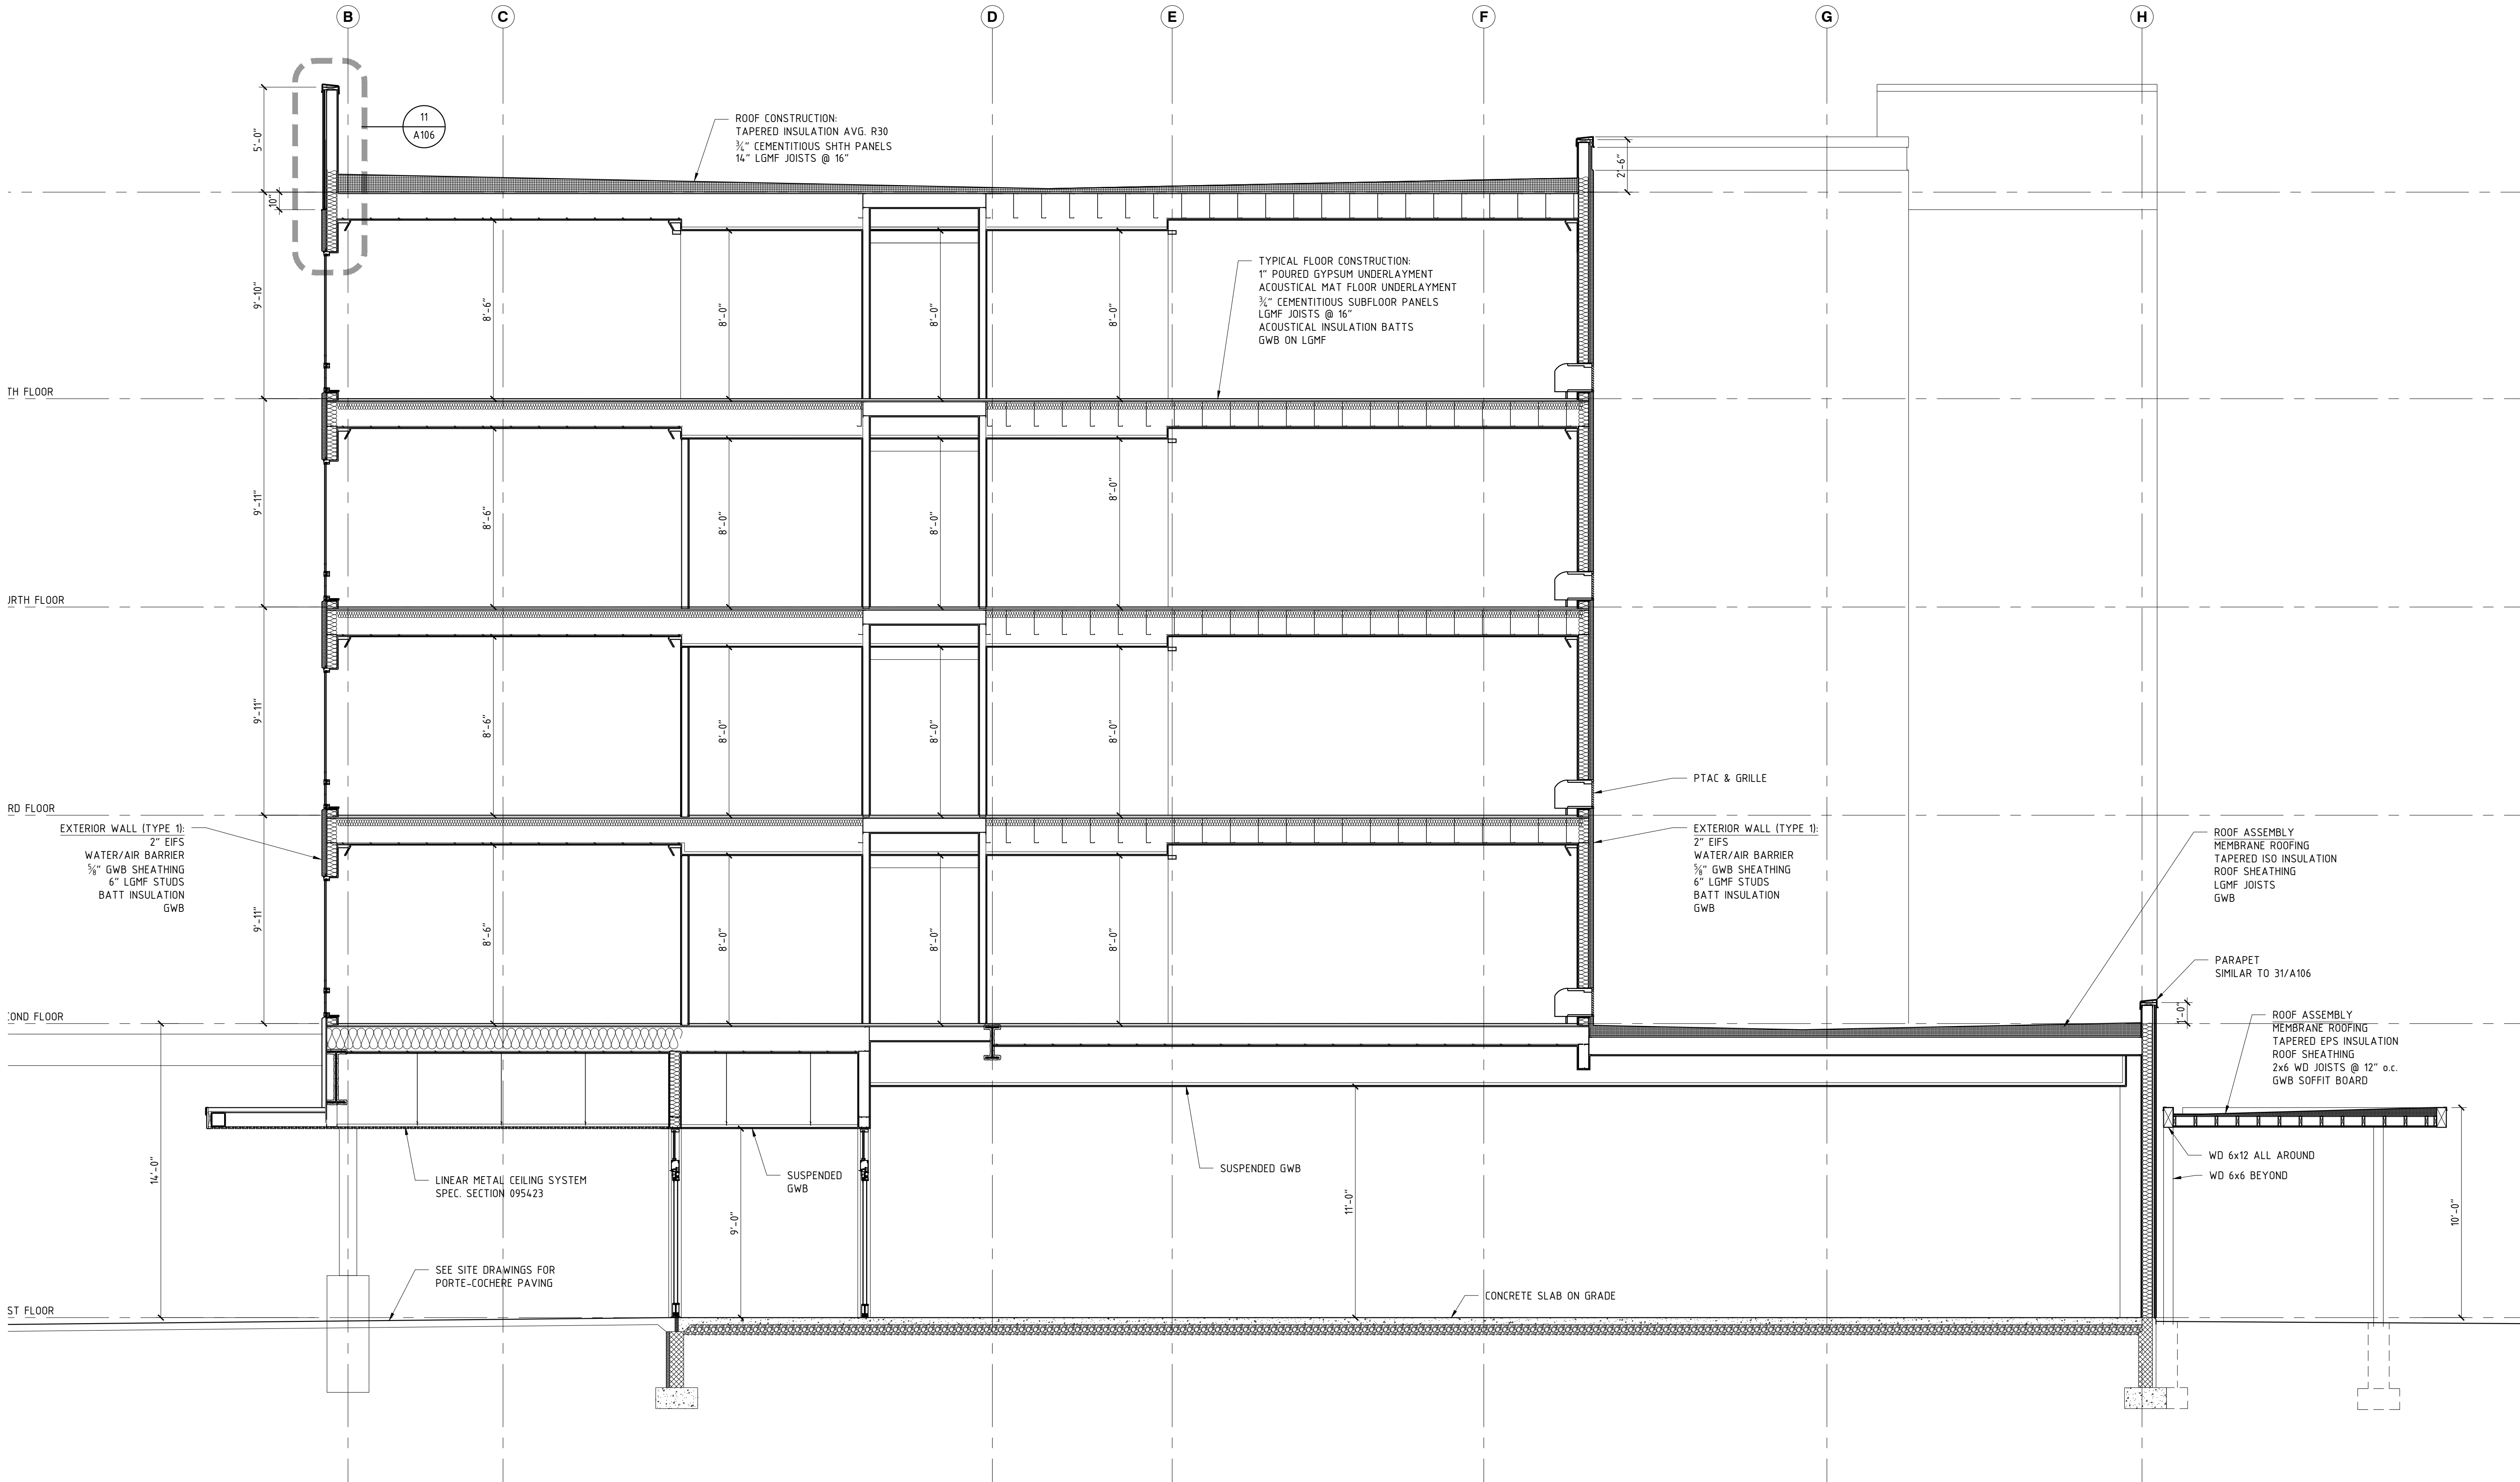 B
C
D
E
F
G
H
11
A106
5'-0"
10"
ROOF CONSTRUCTION:
TAPERED INSULATION AVG. R30
¾" CEMENTITIOUS SHTH PANELS
14" LGMF JOISTS @ 16"
2'-6"
TYPICAL FLOOR CONSTRUCTION:
1" POURED GYPSUM UNDERLAYMENT
ACOUSTICAL MAT FLOOR UNDERLAYMENT
¾" CEMENTITIOUS SUBFLOOR PANELS
LGMF JOISTS @ 16"
ACOUSTICAL INSULATION BATTS
GWB ON LGMF
9'-10"
8'-6"
8'-0"
8'-0"
8'-0"
TH FLOOR
9'-11"
8'-6"
8'-0"
8'-0"
8'-0"
URTH FLOOR
9'-11"
8'-6"
8'-0"
8'-0"
8'-0"
PTAC & GRILLE
RD FLOOR
EXTERIOR WALL (TYPE 1):
2" EIFS
WATER/AIR BARRIER
⅝" GWB SHEATHING
6" LGMF STUDS
BATT INSULATION
GWB
9'-11"
8'-6"
8'-0"
8'-0"
8'-0"
EXTERIOR WALL (TYPE 1):
2" EIFS
WATER/AIR BARRIER
⅝" GWB SHEATHING
6" LGMF STUDS
BATT INSULATION
GWB
ROOF ASSEMBLY
MEMBRANE ROOFING
TAPERED ISO INSULATION
ROOF SHEATHING
LGMF JOISTS
GWB
PARAPET
SIMILAR TO 31/A106
1'-0"
COND FLOOR
ROOF ASSEMBLY
MEMBRANE ROOFING
TAPERED EPS INSULATION
ROOF SHEATHING
2x6 WD JOISTS @ 12" o.c.
GWB SOFFIT BOARD
14'-0"
LINEAR METAL CEILING SYSTEM
SPEC. SECTION 095423
9'-0"
SUSPENDED
GWB
SUSPENDED GWB
11'-0"
WD 6x12 ALL AROUND
WD 6x6 BEYOND
10'-0"
SEE SITE DRAWINGS FOR
PORTE-COCHERE PAVING
CONCRETE SLAB ON GRADE
ST FLOOR